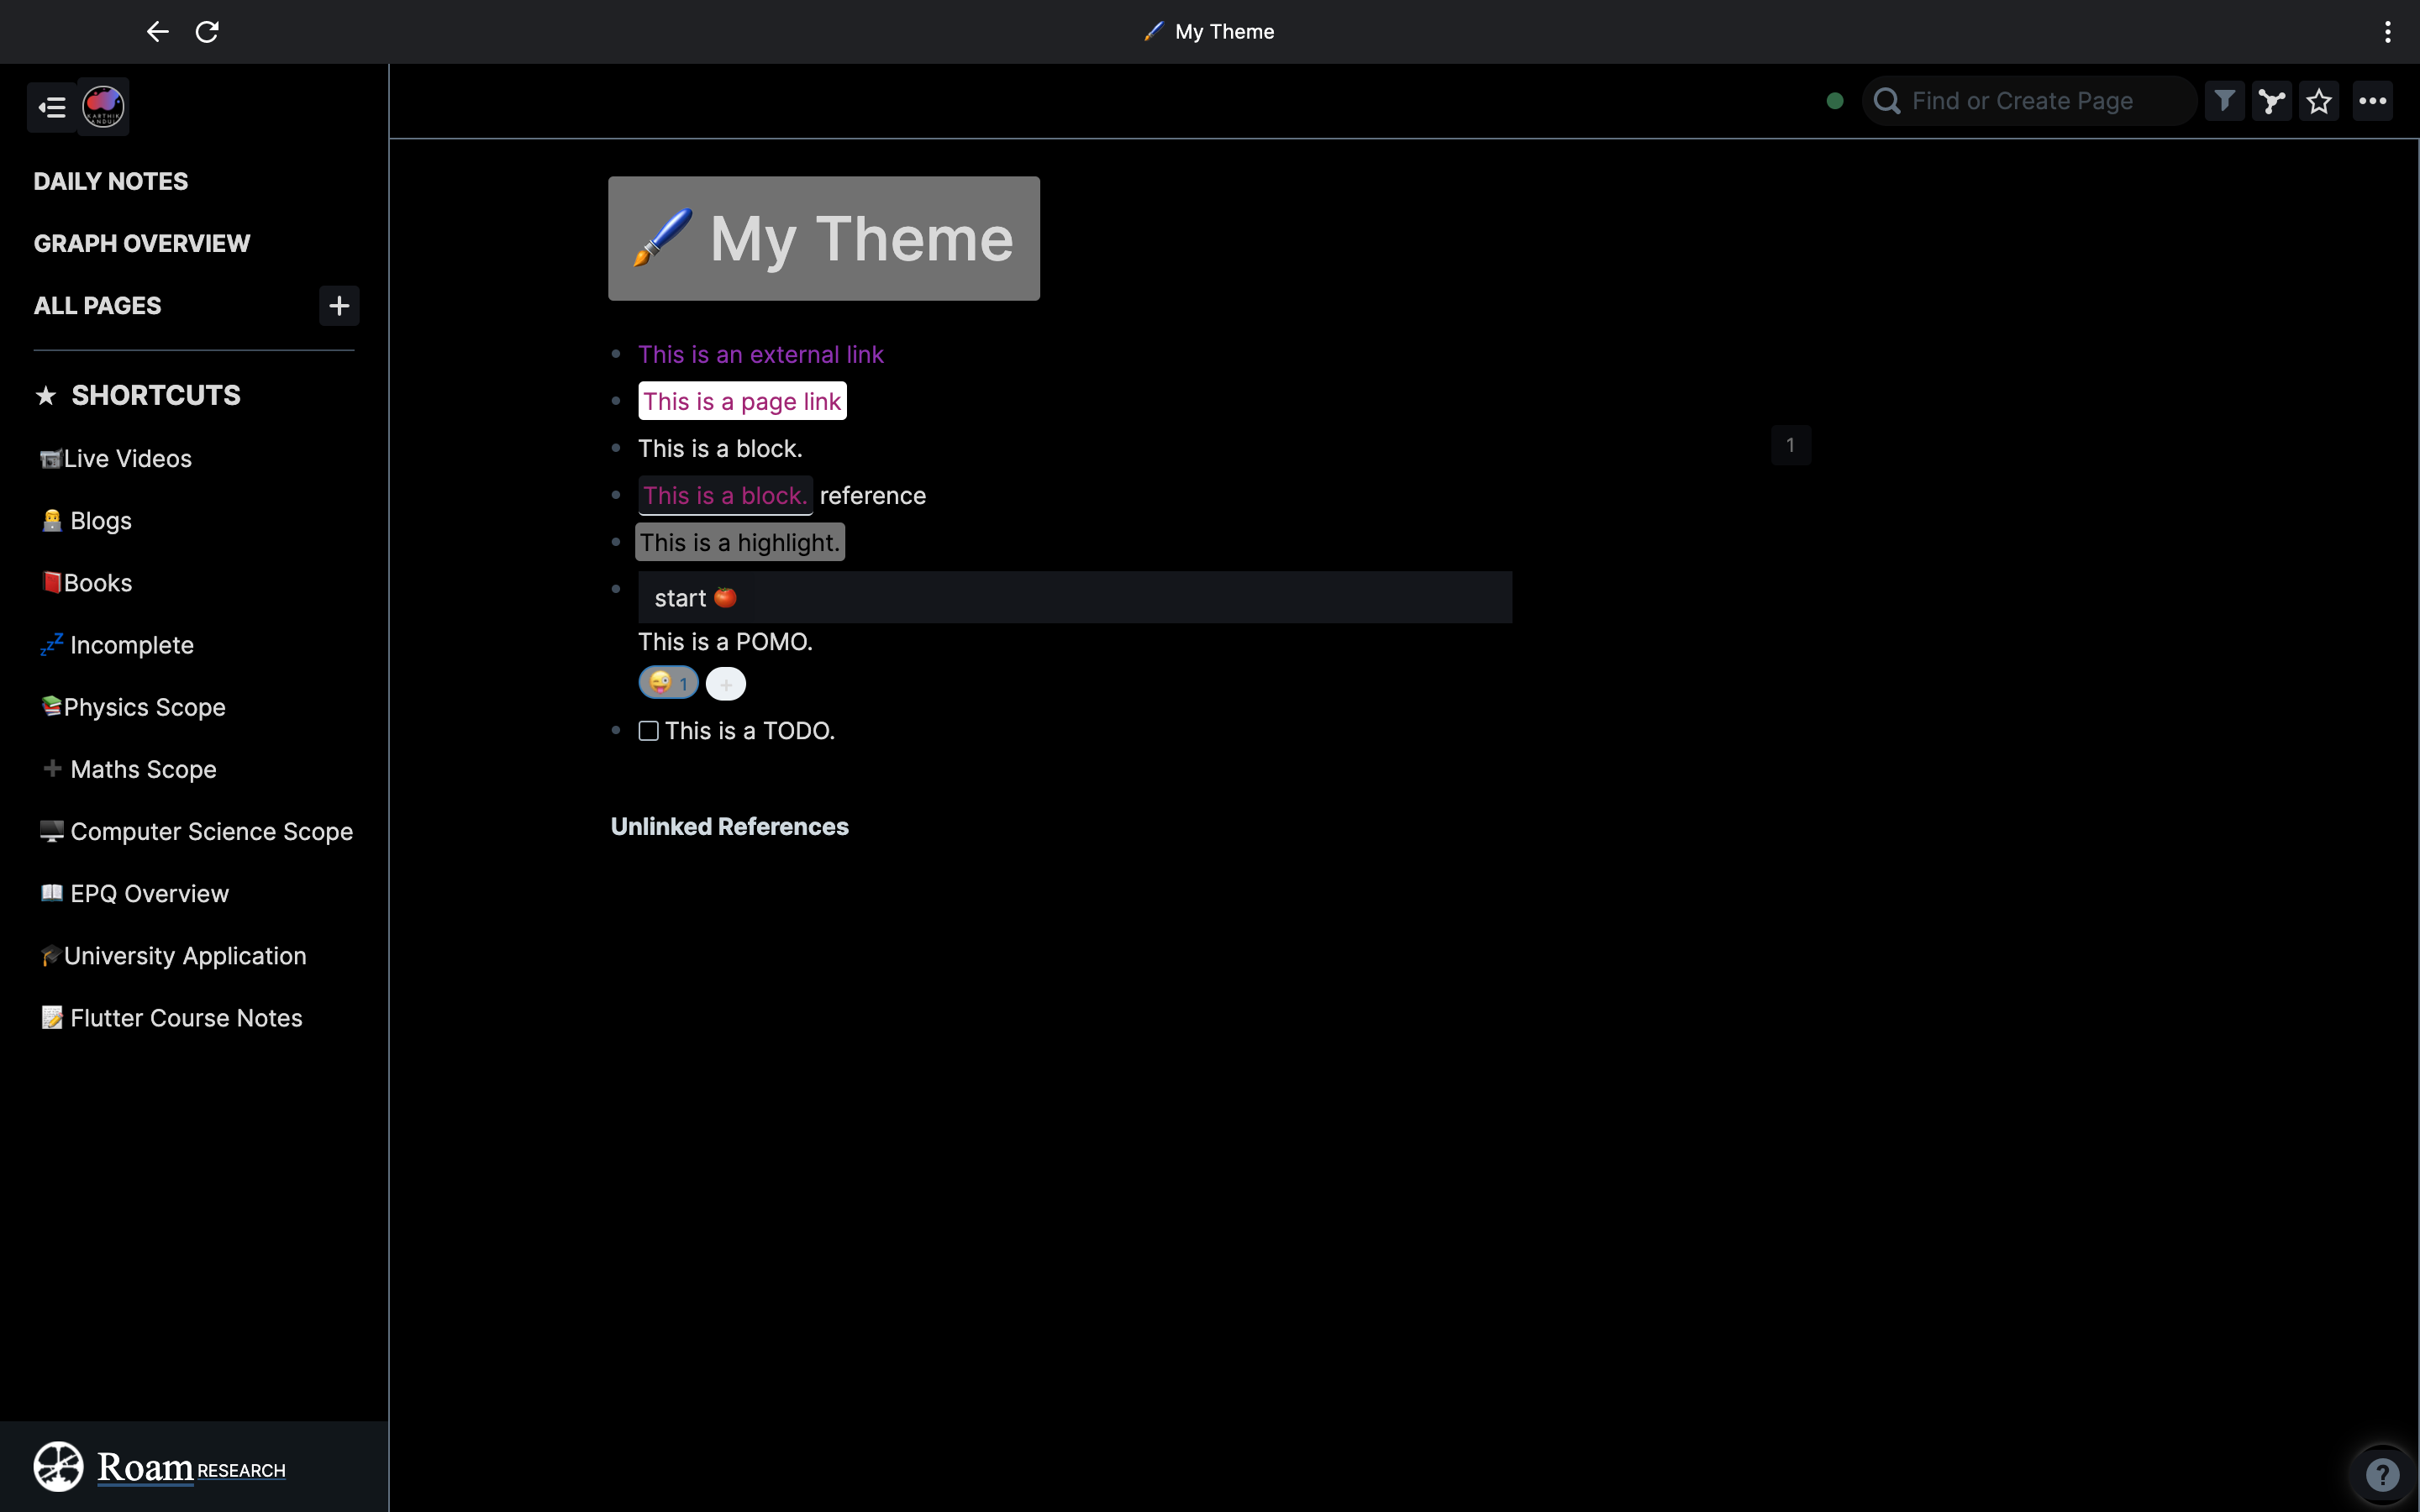 My Theme
Find or Create Page
DAILY NOTES
GRAPH OVERVIEW
ALL PAGES
SHORTCUTS
Live Videos
Blogs
Books
Incomplete
Physics Scope
Maths Scope
Computer Science Scope
EPQ Overview
University Application
Flutter Course Notes
Roam RESEARCH
My Theme
This is an external link
This is a page link
This is a block.
1
This is a block. reference
This is a highlight.
start
This is a POMO.
1 +
This is a TODO.
Unlinked References
?